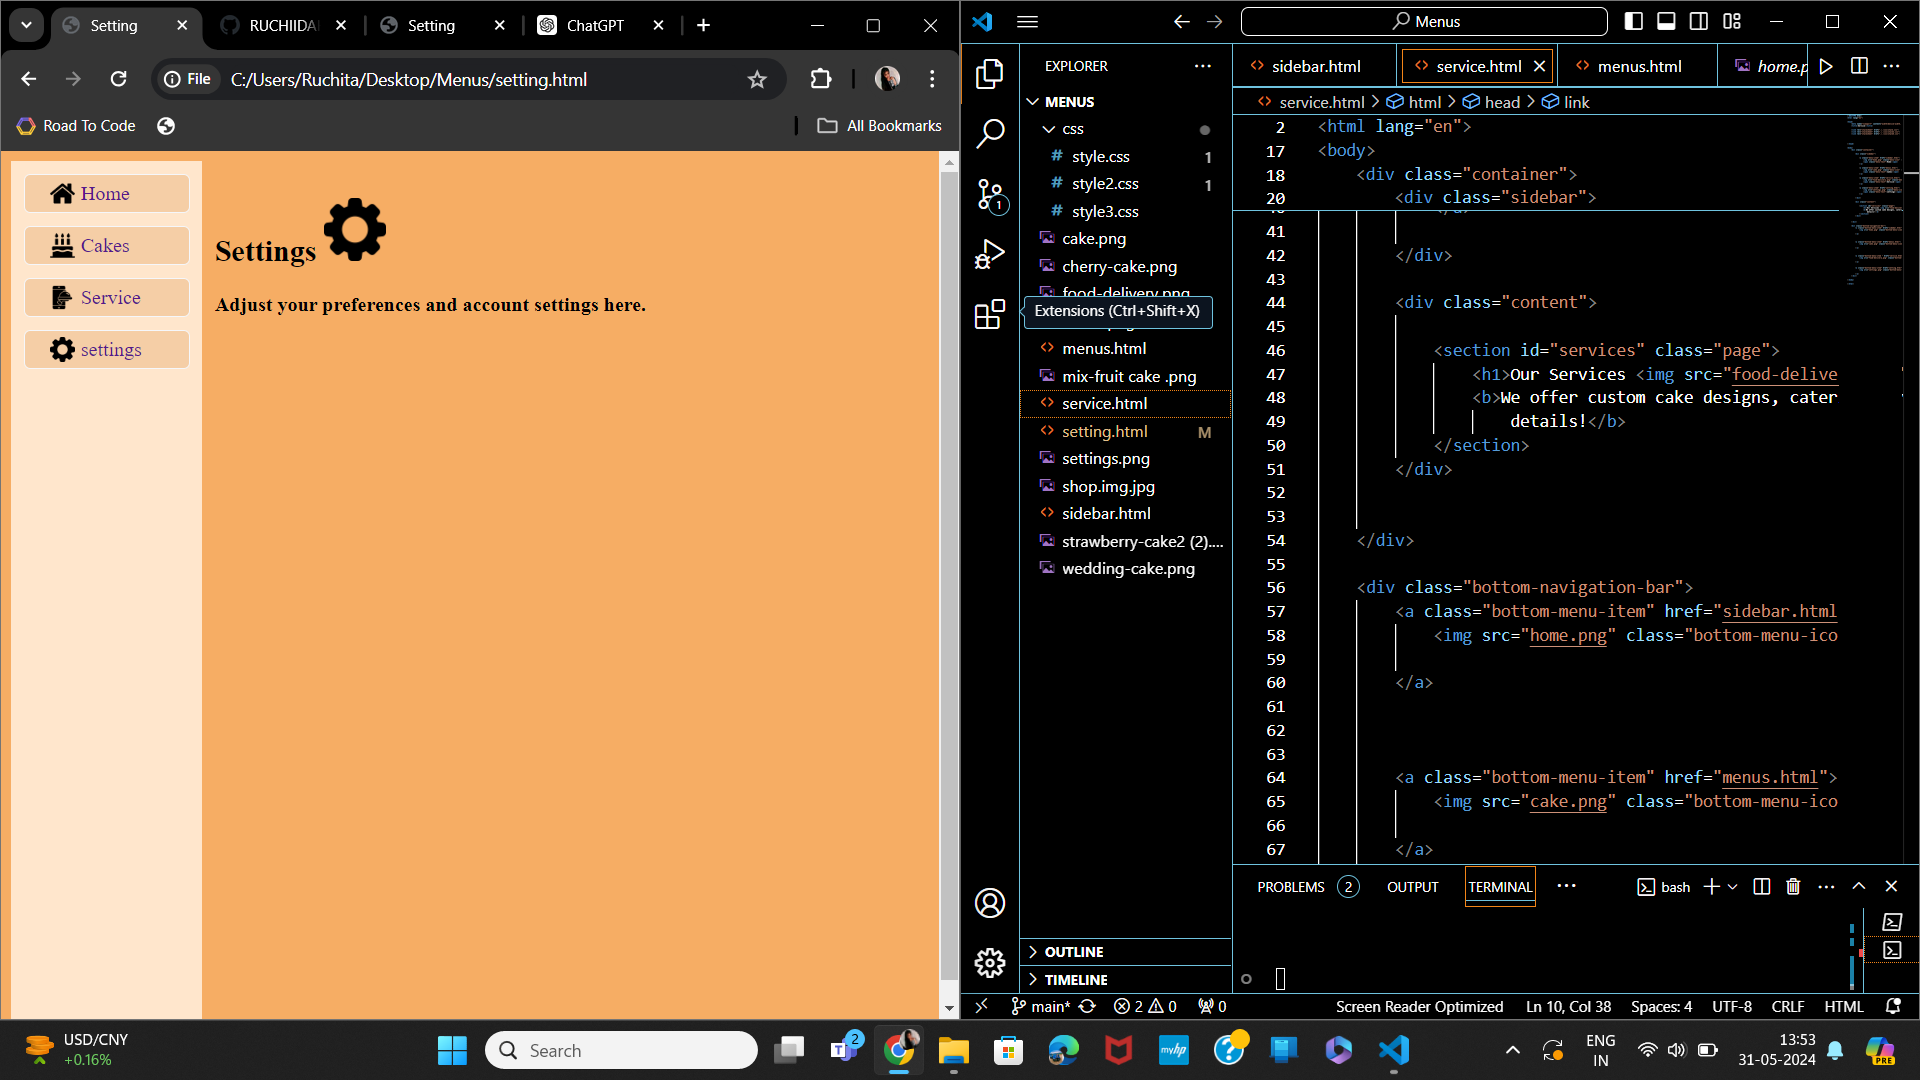 Setting
RUCHIIDA
Setting
ChatGPT
File
C:/Users/Ruchita/Desktop/Menus/setting.html
Road To Code
All Bookmarks
Home
Cakes
Service
settings
Settings
Adjust your preferences and account settings here.
Menus
EXPLORER
MENUS
css
style.css 1
style2.css 1
style3.css
cake.png
cherry-cake.png
food-delivery.png
Extensions (Ctrl+Shift+X)
menus.html
mix-fruit cake .png
service.html
setting.html M
settings.png
shop.img.jpg
sidebar.html
strawberry-cake2 (2)....
wedding-cake.png
OUTLINE
TIMELINE
1
sidebar.html
service.html
menus.html
home.p
service.html > html > head > link
2 <html lang="en">
17 <body>
18 <div class="container">
20 <div class="sidebar">
41
42 </div>
43
44 <div class="content">
45
46 <section id="services" class="page">
47 <h1>Our Services <img src="food-delive
48 <b>We offer custom cake designs, cater
49 details!</b>
50 </section>
51 </div>
52
53
54 </div>
55
56 <div class="bottom-navigation-bar">
57 <a class="bottom-menu-item" href="sidebar.html
58 <img src="home.png" class="bottom-menu-ico
59
60 </a>
61
62
63
64 <a class="bottom-menu-item" href="menus.html">
65 <img src="cake.png" class="bottom-menu-ico
66
67 </a>
PROBLEMS 2
OUTPUT
TERMINAL
bash
main*
2
0
0
Screen Reader Optimized
Ln 10, Col 38
Spaces: 4
UTF-8
CRLF
HTML
USD/CNY
+0.16%
Search
2
myhp
ENG
IN
13:53
31-05-2024
PRE